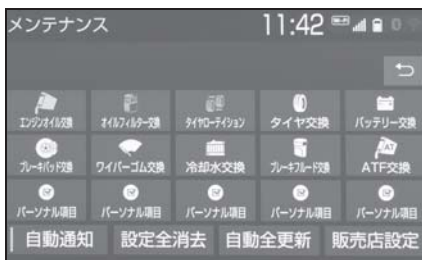 メンテナンス 11:42
エンジンオイル交換 オイルフィルター交換 タイヤローテイション タイヤ交換 バッテリー交換
ブレーキパッド交換 ワイパーゴム交換 冷却水交換 ブレーキフルード交換 ATF交換
パーソナル項目 パーソナル項目 パーソナル項目 パーソナル項目 パーソナル項目
自動通知 設定全消去 自動全更新 販売店設定